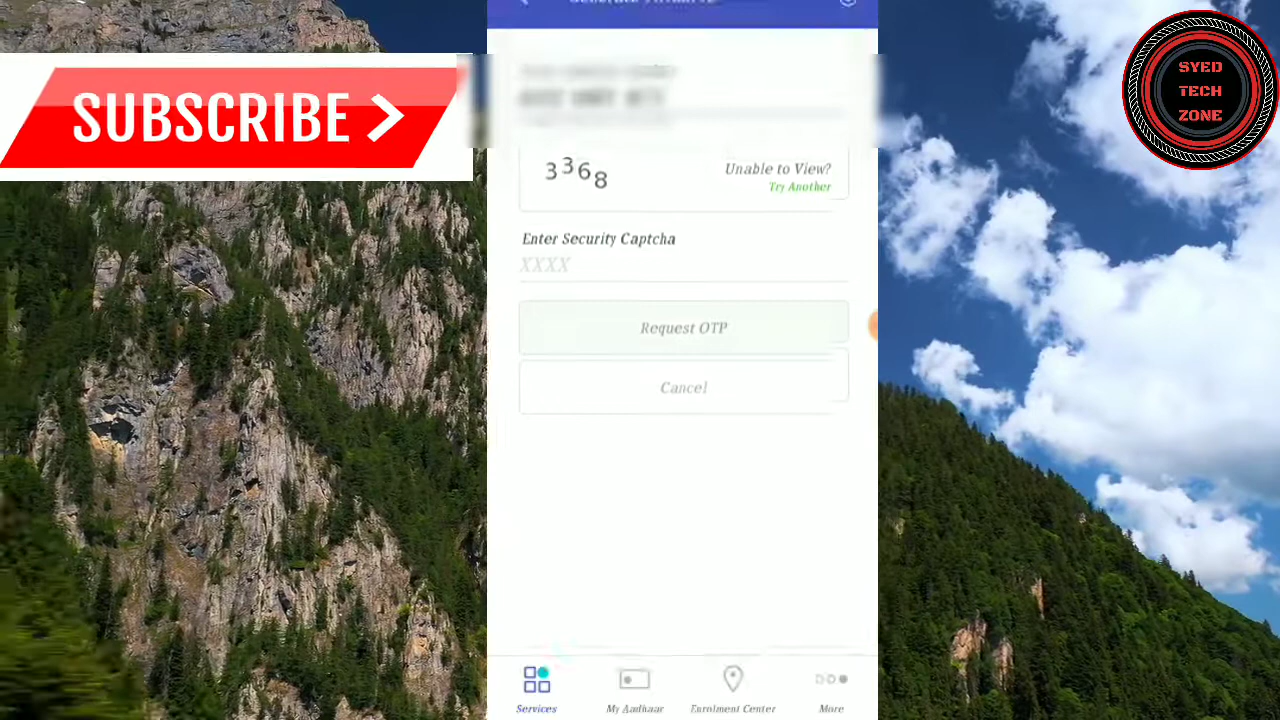 SUBSCRIBE
SYED
TECH
ZONE
3368
Unable to View?
Try Another
Enter Security Captcha
XXXX
Request OTP
Cancel
Services
My Aadhaar
Enrolment Center
More